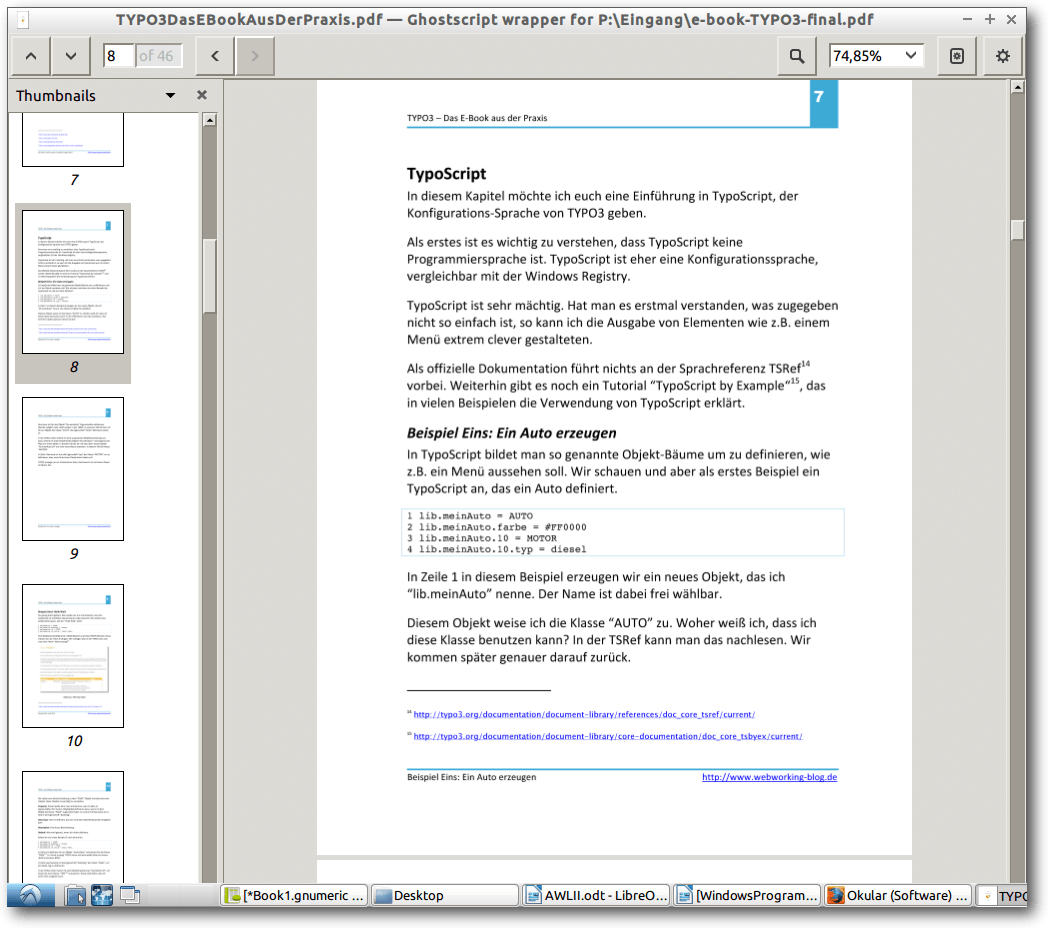 TYPO3DasEBookAusDerPraxis.pdf — Ghostscript wrapper for P:\Eingang\e-book-TYPO3-final.pdf
8 of 46
74,85%
Thumbnails
7
8
9
10
7
TYPO3 – Das E-Book aus der Praxis
TypoScript
In diesem Kapitel möchte ich euch eine Einführung in TypoScript, der
Konfigurations-Sprache von TYPO3 geben.
Als erstes ist es wichtig zu verstehen, dass TypoScript keine
Programmiersprache ist. TypoScript ist eher eine Konfigurationssprache,
vergleichbar mit der Windows Registry.
TypoScript ist sehr mächtig. Hat man es erstmal verstanden, was zugegeben
nicht so einfach ist, so kann ich die Ausgabe von Elementen wie z.B. einem
Menü extrem clever gestalteten.
Als offizielle Dokumentation führt nichts an der Sprachreferenz TSRef14
vorbei. Weiterhin gibt es noch ein Tutorial “TypoScript by Example“15, das
in vielen Beispielen die Verwendung von TypoScript erklärt.
Beispiel Eins: Ein Auto erzeugen
In TypoScript bildet man so genannte Objekt-Bäume um zu definieren, wie
z.B. ein Menü aussehen soll. Wir schauen und aber als erstes Beispiel ein
TypoScript an, das ein Auto definiert.
1 lib.meinAuto = AUTO
2 lib.meinAuto.farbe = #FF0000
3 lib.meinAuto.10 = MOTOR
4 lib.meinAuto.10.typ = diesel
In Zeile 1 in diesem Beispiel erzeugen wir ein neues Objekt, das ich
“lib.meinAuto” nenne. Der Name ist dabei frei wählbar.
Diesem Objekt weise ich die Klasse “AUTO” zu. Woher weiß ich, dass ich
diese Klasse benutzen kann? In der TSRef kann man das nachlesen. Wir
kommen später genauer darauf zurück.
14 http://typo3.org/documentation/document-library/references/doc_core_tsref/current/
15 http://typo3.org/documentation/document-library/core-documentation/doc_core_tsbyex/current/
Beispiel Eins: Ein Auto erzeugen http://www.webworking-blog.de
[*Book1.gnumeric ... Desktop AWLII.odt - LibreO... [WindowsProgram... Okular (Software) ... TYPO